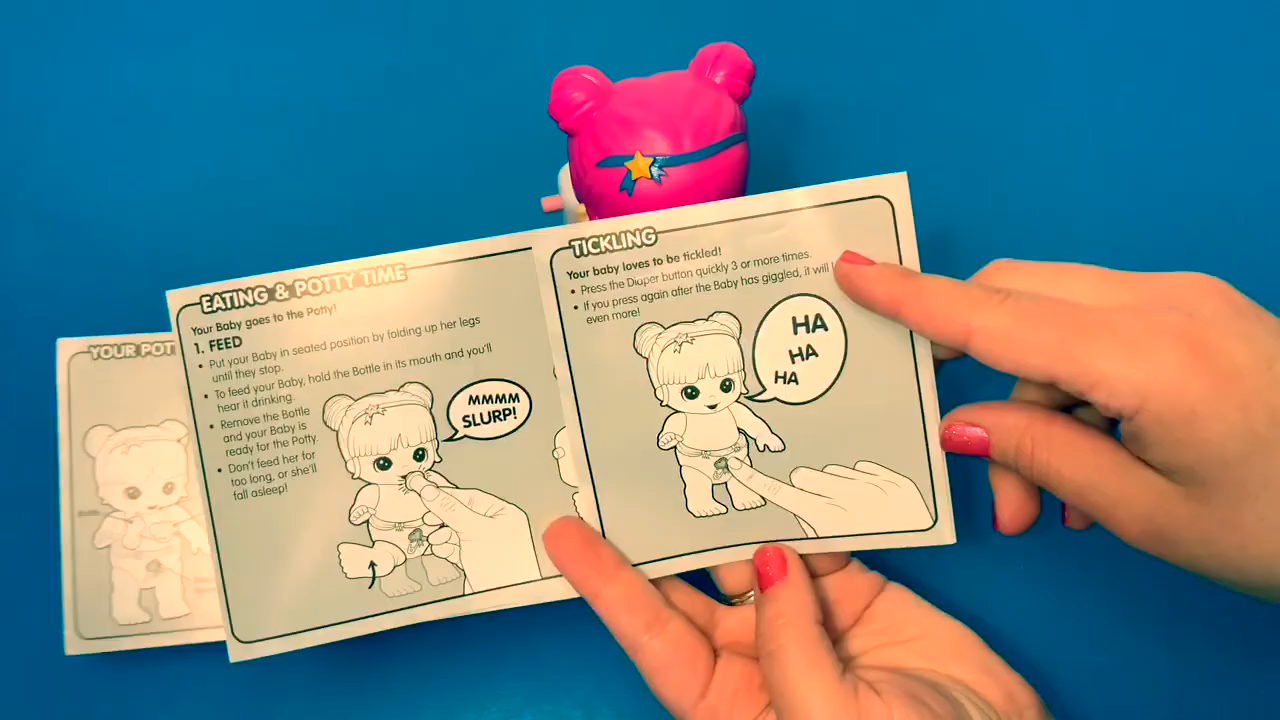 YOUR POT
EATING & POTTY TIME
Your Baby goes to the Potty!
1. FEED
• Put your Baby in seated position by folding up her legs
until they stop.
• To feed your Baby, hold the Bottle in its mouth and you'll
hear it drinking.
• Remove the Bottle
and your Baby is
ready for the Potty.
• Don't feed her for
too long, or she'll
fall asleep!
MMMM
SLURP!
TICKLING
Your baby loves to be tickled!
• Press the Diaper button quickly 3 or more times.
• If you press again after the Baby has giggled, it will
even more!
HA
HA
HA